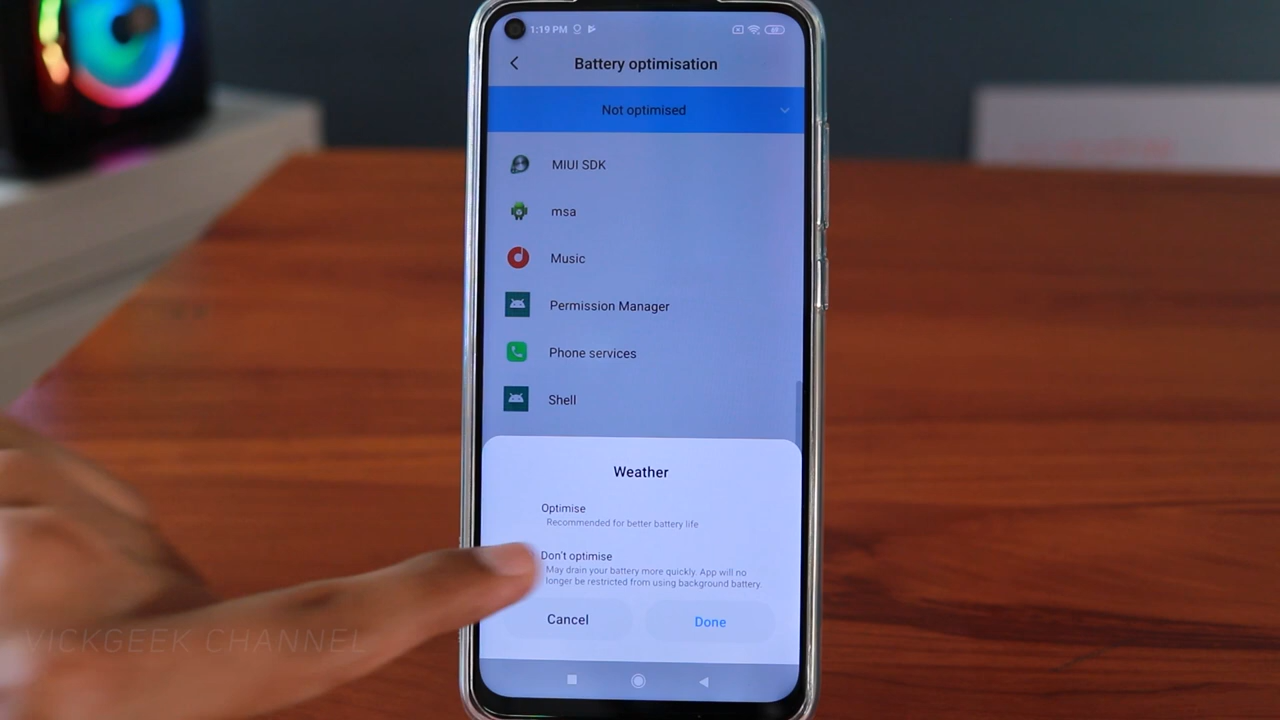 1:19 PM
Battery optimisation
Not optimised
MIUI SDK
msa
Music
Permission Manager
Phone services
Shell
Weather
Optimise
Recommended for better battery life
Don't optimise
May drain your battery more quickly. App will no
longer be restricted from using background battery.
Cancel
Done
VICKGEEK CHANNEL